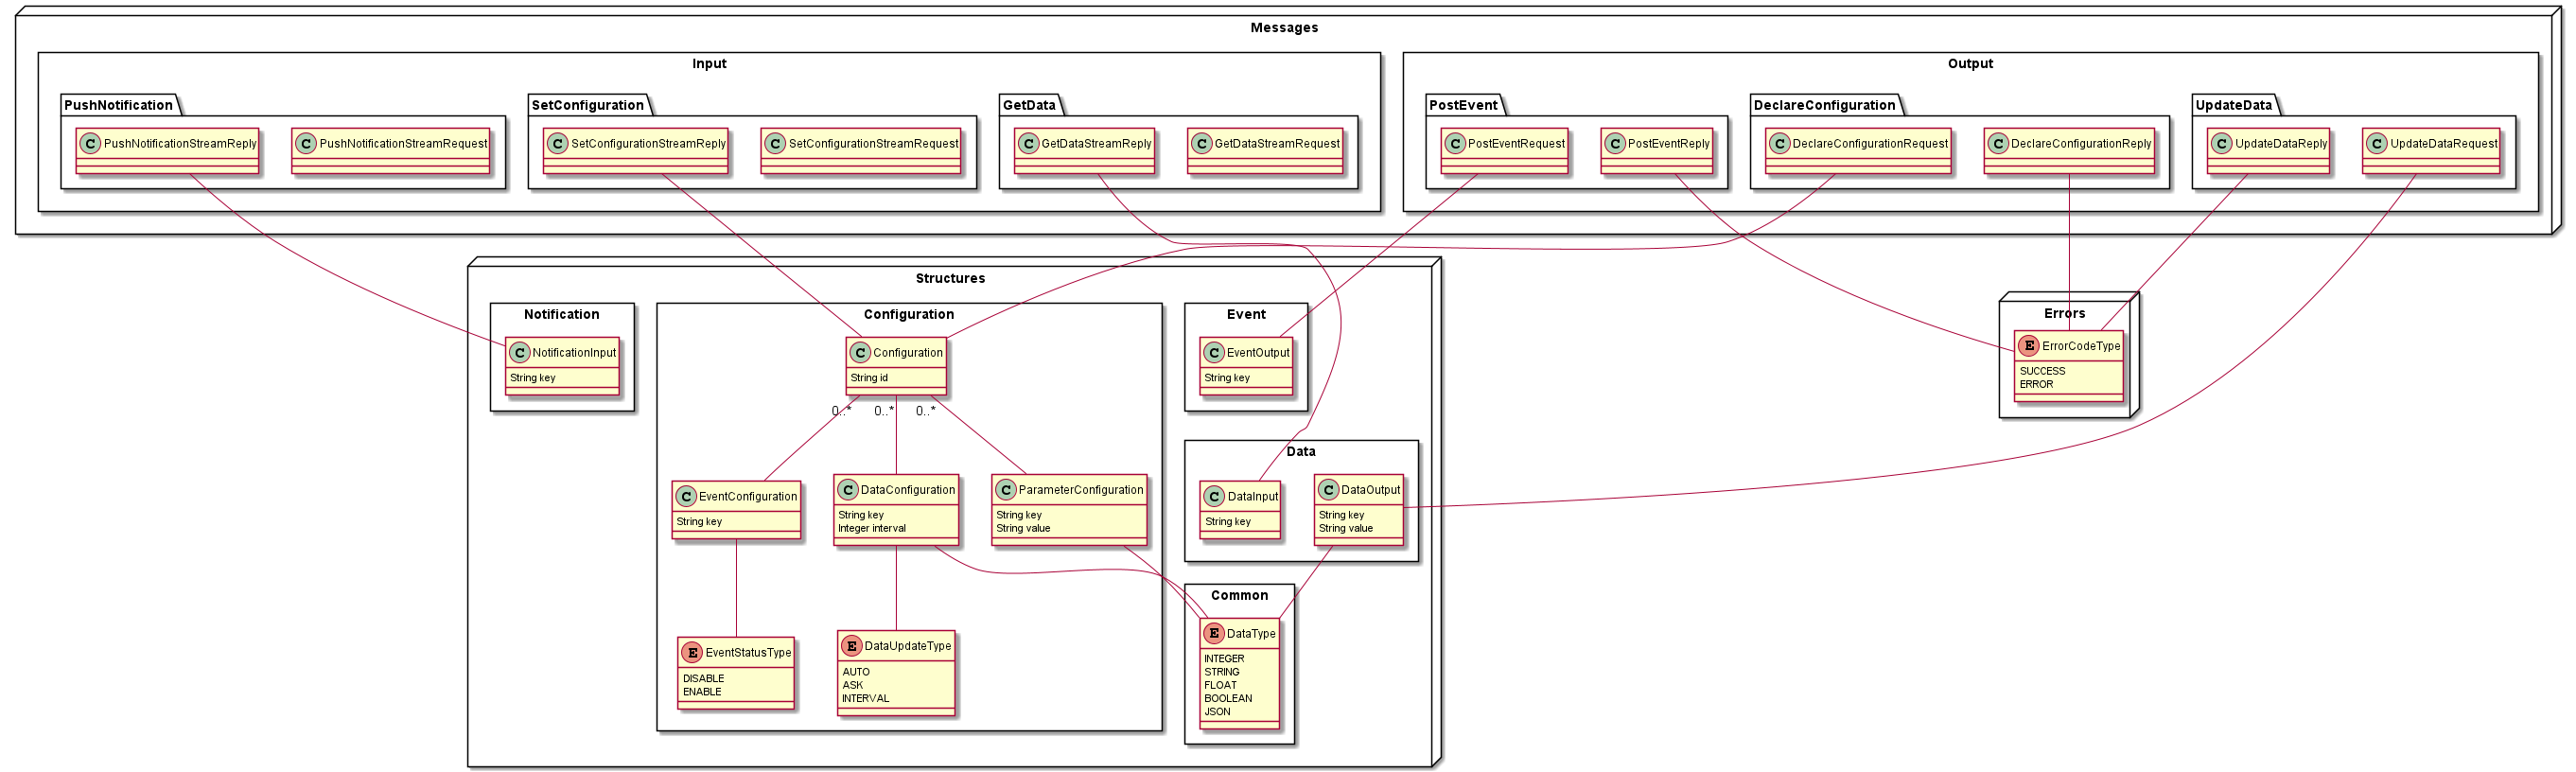 Messages
Input
Output
PushNotification
SetConfiguration
GetData
PostEvent
DeclareConfiguration
UpdateData
C PushNotificationStreamReply
C PushNotificationStreamRequest
C SetConfigurationStreamReply
C SetConfigurationStreamRequest
C GetDataStreamReply
C GetDataStreamRequest
C PostEventRequest
C PostEventReply
C DeclareConfigurationRequest
C DeclareConfigurationReply
C UpdateDataReply
C UpdateDataRequest
Structures
Notification
C NotificationInput
String key
Configuration
C Configuration
String id
0..*
0..*
0..*
C EventConfiguration
String key
C DataConfiguration
String key
Integer interval
C ParameterConfiguration
String key
String value
E EventStatusType
DISABLE
ENABLE
E DataUpdateType
AUTO
ASK
INTERVAL
Event
C EventOutput
String key
Data
C DataInput
String key
C DataOutput
String key
String value
Common
E DataType
INTEGER
STRING
FLOAT
BOOLEAN
JSON
Errors
E ErrorCodeType
SUCCESS
ERROR